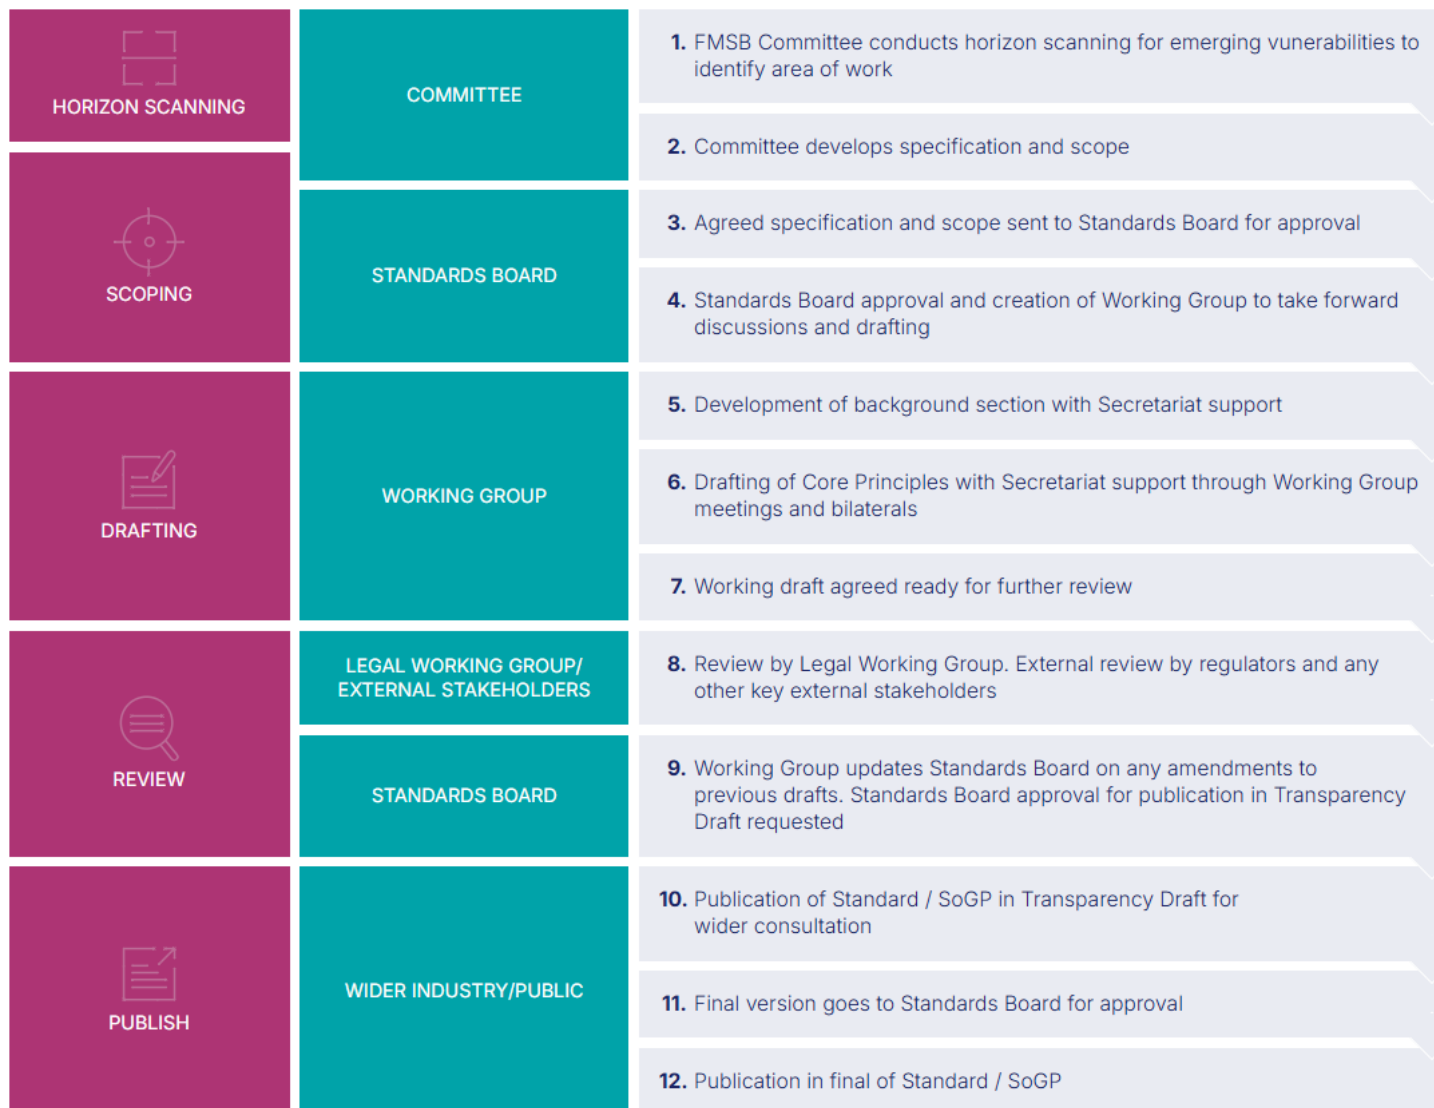 HORIZON SCANNING
COMMITTEE
1. FMSB Committee conducts horizon scanning for emerging vunerabilities to
identify area of work
2. Committee develops specification and scope
SCOPING
STANDARDS BOARD
3. Agreed specification and scope sent to Standards Board for approval
4. Standards Board approval and creation of Working Group to take forward
discussions and drafting
DRAFTING
WORKING GROUP
5. Development of background section with Secretariat support
6. Drafting of Core Principles with Secretariat support through Working Group
meetings and bilaterals
7. Working draft agreed ready for further review
REVIEW
LEGAL WORKING GROUP/
EXTERNAL STAKEHOLDERS
8. Review by Legal Working Group. External review by regulators and any
other key external stakeholders
STANDARDS BOARD
9. Working Group updates Standards Board on any amendments to
previous drafts. Standards Board approval for publication in Transparency
Draft requested
PUBLISH
WIDER INDUSTRY/PUBLIC
10. Publication of Standard / SoGP in Transparency Draft for
wider consultation
11. Final version goes to Standards Board for approval
12. Publication in final of Standard / SoGP